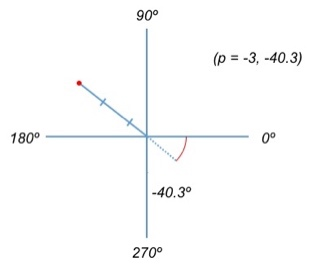 90º
(p = -3, -40.3)
180º
0º
-40.3º
270º